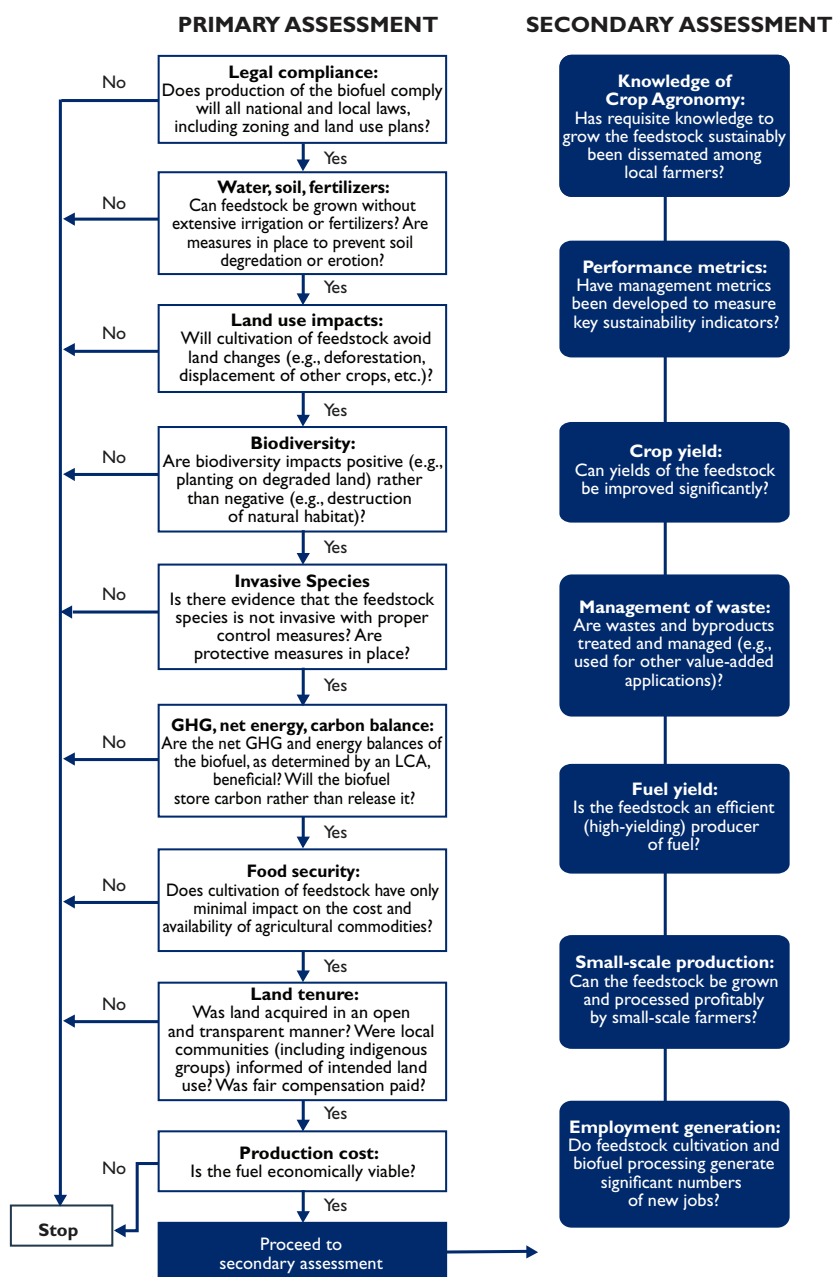 PRIMARY ASSESSMENT
No
Legal compliance:
Does production of the biofuel comply
will all national and local laws,
including zoning and land use plans?
Yes
No
Water, soil, fertilizers:
Can feedstock be grown without
extensive irrigation or fertilizers? Are
measures in place to prevent soil
degredation or erotion?
Yes
No
Land use impacts:
Will cultivation of feedstock avoid
land changes (e.g., deforestation,
displacement of other crops, etc.)?
Yes
No
Biodiversity:
Are biodiversity impacts positive (e.g.,
planting on degraded land) rather
than negative (e.g., destruction
of natural habitat)?
Yes
No
Invasive Species
Is there evidence that the feedstock
species is not invasive with proper
control measures? Are
protective measures in place?
Yes
No
GHG, net energy, carbon balance:
Are the net GHG and energy balances of
the biofuel, as determined by an LCA,
beneficial? Will the biofuel
store carbon rather than release it?
Yes
No
Food security:
Does cultivation of feedstock have only
minimal impact on the cost and
availability of agricultural commodities?
Yes
No
Land tenure:
Was land acquired in an open
and transparent manner? Were local
communities (including indigenous
groups) informed of intended land
use? Was fair compensation paid?
Yes
No
Production cost:
Is the fuel economically viable?
Yes
Stop
Proceed to
secondary assessment
SECONDARY ASSESSMENT
Knowledge of
Crop Agronomy:
Has requisite knowledge to
grow the feedstock sustainably
been dissemated among
local farmers?
Performance metrics:
Have management metrics
been developed to measure
key sustainability indicators?
Crop yield:
Can yields of the feedstock
be improved significantly?
Management of waste:
Are wastes and byproducts
treated and managed (e.g.,
used for other value-added
applications)?
Fuel yield:
Is the feedstock an efficient
(high-yielding) producer
of fuel?
Small-scale production:
Can the feedstock be grown
and processed profitably
by small-scale farmers?
Employment generation:
Do feedstock cultivation and
biofuel processing generate
significant numbers
of new jobs?